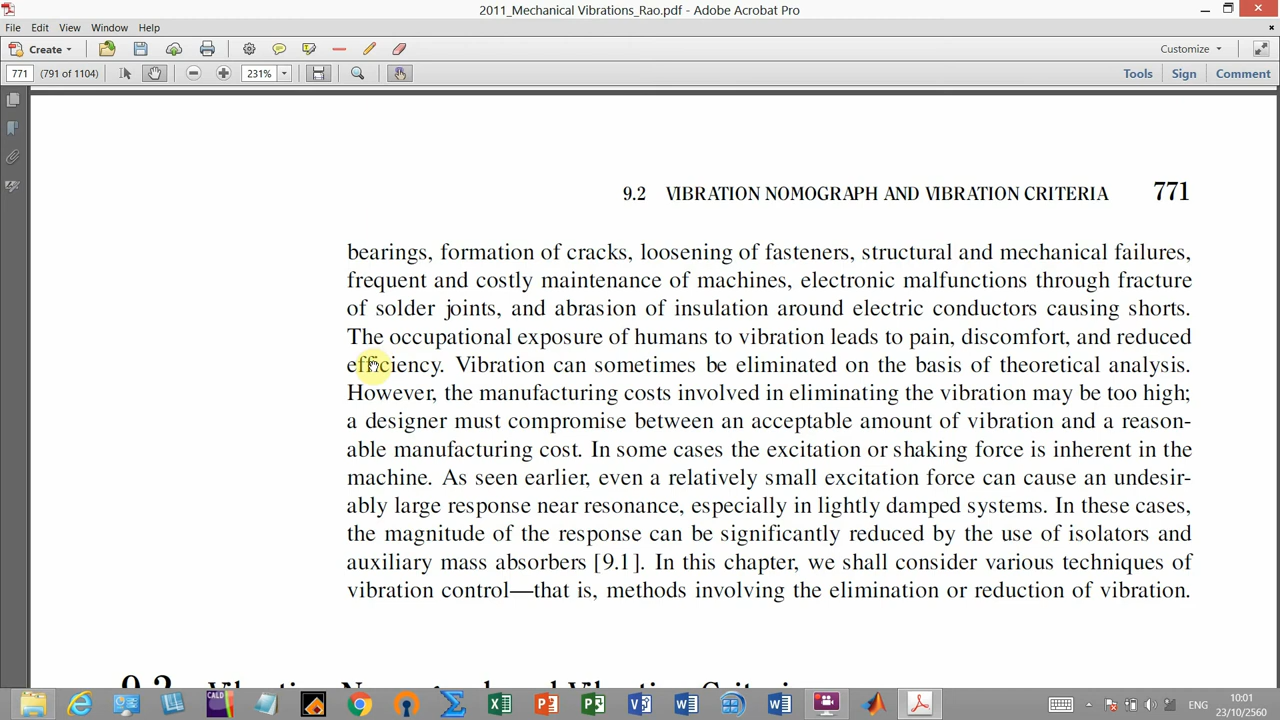 2011_Mechanical Vibrations_Rao.pdf - Adobe Acrobat Pro
File Edit View Window Help
Create Customize
771 (791 of 1104) 231% Tools Sign Comment
9.2 VIBRATION NOMOGRAPH AND VIBRATION CRITERIA 771
bearings, formation of cracks, loosening of fasteners, structural and mechanical failures,
frequent and costly maintenance of machines, electronic malfunctions through fracture
of solder joints, and abrasion of insulation around electric conductors causing shorts.
The occupational exposure of humans to vibration leads to pain, discomfort, and reduced
efficiency. Vibration can sometimes be eliminated on the basis of theoretical analysis.
However, the manufacturing costs involved in eliminating the vibration may be too high;
a designer must compromise between an acceptable amount of vibration and a reason-
able manufacturing cost. In some cases the excitation or shaking force is inherent in the
machine. As seen earlier, even a relatively small excitation force can cause an undesir-
ably large response near resonance, especially in lightly damped systems. In these cases,
the magnitude of the response can be significantly reduced by the use of isolators and
auxiliary mass absorbers [9.1]. In this chapter, we shall consider various techniques of
vibration control—that is, methods involving the elimination or reduction of vibration.
9.2 Vibration Nomograph and Vibration Criteria
CALD
ENG 10:01
23/10/2560